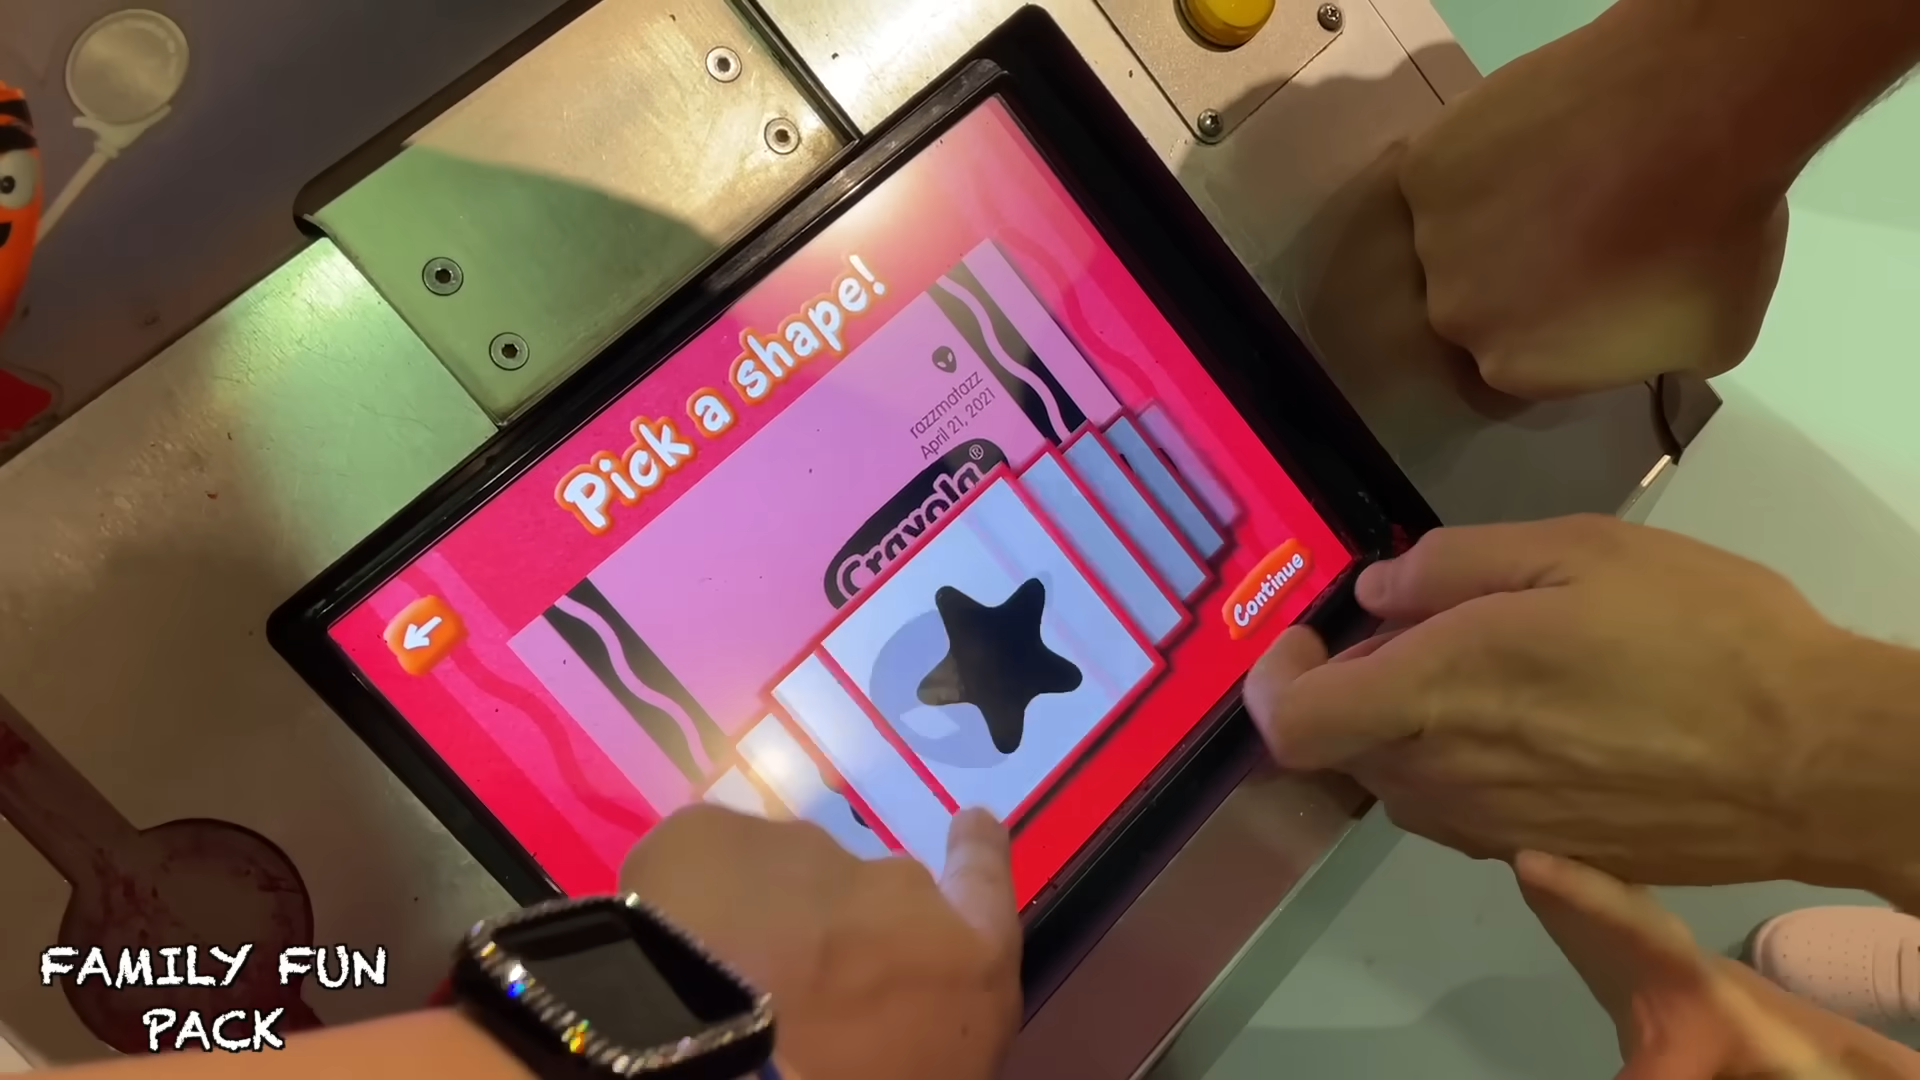 Pick a shape!
razzmatazz
April 21, 2021
Crayola®
Continue
FAMILY FUN
PACK